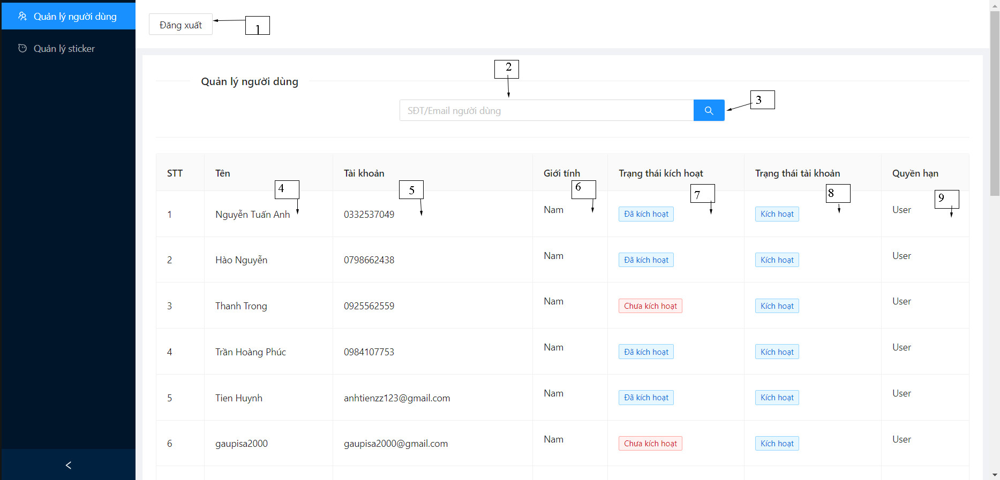 Quản lý người dùng
Quản lý sticker
Đăng xuất
1
2
Quản lý người dùng
3
SĐT/Email người dùng
STT Tên Tài khoản Giới tính Trạng thái kích hoạt Trạng thái tài khoản Quyền hạn
4 5 6 7 8 9
1 Nguyễn Tuấn Anh 0332537049 Nam Đã kích hoạt Kích hoạt User
2 Hào Nguyễn 0798662438 Nam Đã kích hoạt Kích hoạt User
3 Thanh Trong 0925562559 Nam Chưa kích hoạt Kích hoạt User
4 Trần Hoàng Phúc 0984107753 Nam Đã kích hoạt Kích hoạt User
5 Tien Huynh anhtienzz123@gmail.com Nam Đã kích hoạt Kích hoạt User
6 gaupisa2000 gaupisa2000@gmail.com Nam Chưa kích hoạt Kích hoạt User